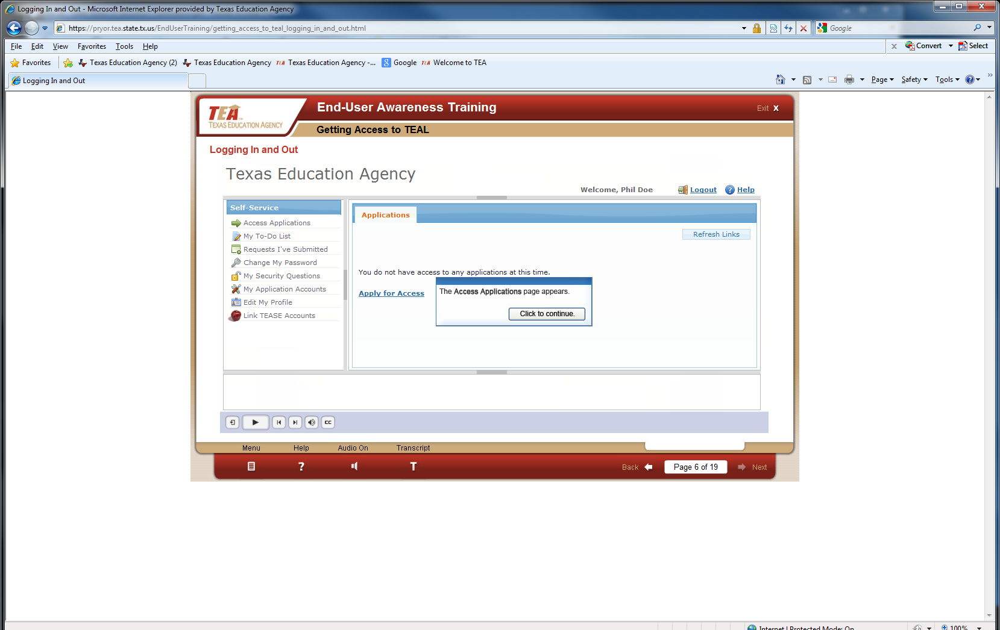 Logging In and Out - Microsoft Internet Explorer provided by Texas Education Agency
https://pryor.tea.state.tx.us/EndUserTraining/getting_access_to_teal_logging_in_and_out.html
Google
File Edit View Favorites Tools Help
x Convert Select
Favorites Texas Education Agency (2) Texas Education Agency TEA Texas Education Agency -... Google TEA Welcome to TEA
Logging In and Out
Page Safety Tools
TEA
TEXAS EDUCATION AGENCY
End-User Awareness Training
Exit X
Getting Access to TEAL
Logging In and Out
Texas Education Agency
Welcome, Phil Doe Logout ? Help
Self-Service
Access Applications
My To-Do List
Requests I've Submitted
Change My Password
My Security Questions
My Application Accounts
Edit My Profile
Link TEASE Accounts
Applications
Refresh Links
You do not have access to any applications at this time.
Apply for Access
The Access Applications page appears.
Click to continue.
CC
Menu Help Audio On Transcript
? T
Back Page 6 of 19 Next
Internet | Protected Mode: On
100%